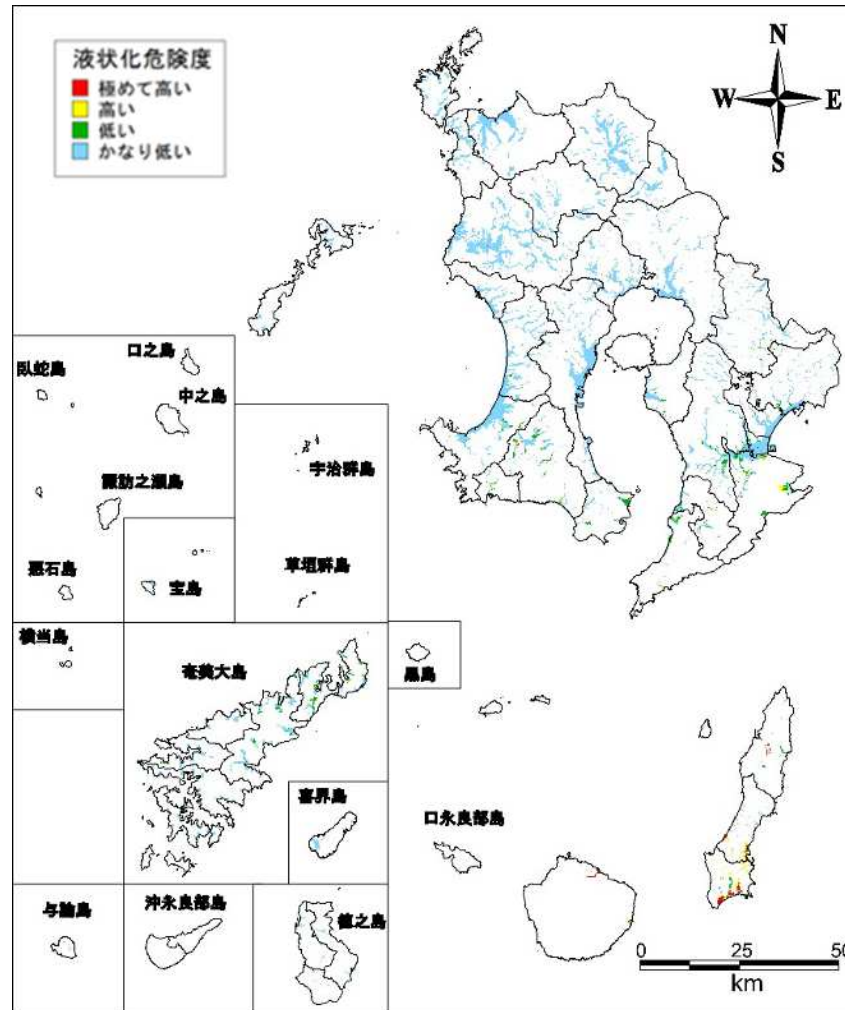 液状化危険度
極めて高い
高い
低い
かなり低い
N
W E
S
口之島
臥蛇島
中之島
宇治群島
諏訪之瀬島
悪石島
宝島
草垣群島
横当島
奄美大島
黒島
喜界島
口永良部島
与論島
沖永良部島
徳之島
0 25 50
km